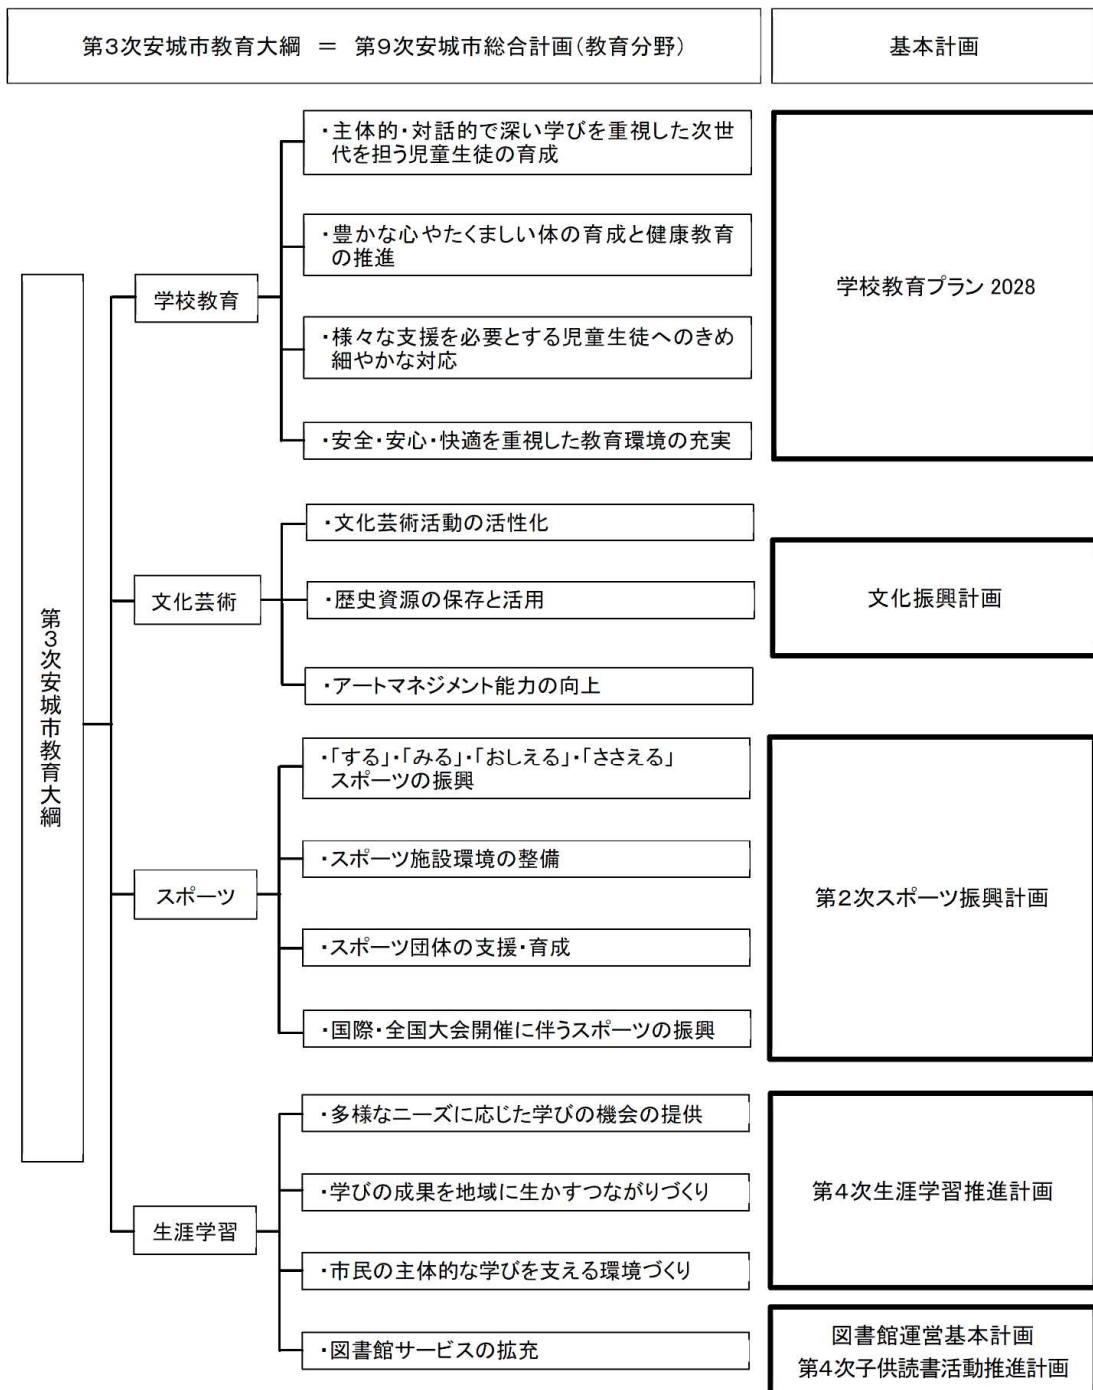 第3次安城市教育大綱 ＝ 第9次安城市総合計画(教育分野)
基本計画
第3次安城市教育大綱
学校教育
・主体的・対話的で深い学びを重視した次世
代を担う児童生徒の育成
・豊かな心やたくましい体の育成と健康教育
の推進
・様々な支援を必要とする児童生徒へのきめ
細やかな対応
・安全・安心・快適を重視した教育環境の充実
学校教育プラン 2028
文化芸術
・文化芸術活動の活性化
・歴史資源の保存と活用
・アートマネジメント能力の向上
文化振興計画
スポーツ
・「する」・「みる」・「おしえる」・「ささえる」
スポーツの振興
・スポーツ施設環境の整備
・スポーツ団体の支援・育成
・国際・全国大会開催に伴うスポーツの振興
第2次スポーツ振興計画
生涯学習
・多様なニーズに応じた学びの機会の提供
・学びの成果を地域に生かすつながりづくり
・市民の主体的な学びを支える環境づくり
・図書館サービスの拡充
第4次生涯学習推進計画
図書館運営基本計画
第4次子供読書活動推進計画